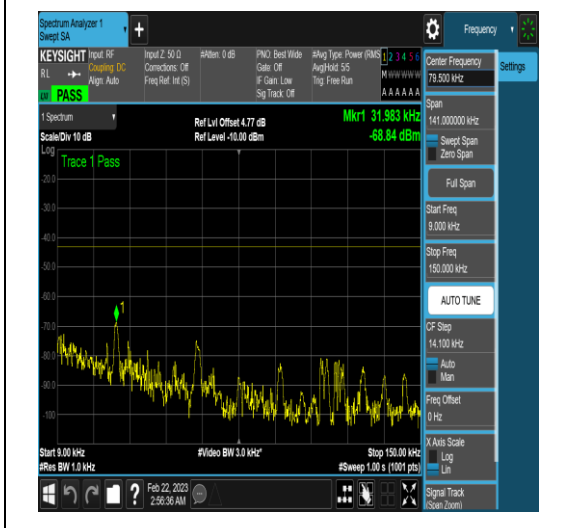 Spectrum Analyzer 1
Swept SA
+
Frequency
KEYSIGHT
RL
PASS
Input: RF
Coupling: DC
Align: Auto
Input Z: 50 Ω
Corrections: Off
Freq Ref: Int (S)
#Atten: 0 dB
PNO: Best Wide
Gate: Off
IF Gain: Low
Sig Track: Off
#Avg Type: Power (RMS
Avg|Hold: 5/5
Trig: Free Run
1 2 3 4 5 6
M W W W W W
A A A A A A
1 Spectrum
Scale/Div 10 dB
Ref Lvl Offset 4.77 dB
Ref Level -10.00 dBm
Mkr1 31.983 kHz
-68.84 dBm
Log
Trace 1 Pass
-20.0
-30.0
-40.0
-50.0
-60.0
-70.0
-80.0
-90.0
-100
1
Start 9.00 kHz
#Res BW 1.0 kHz
#Video BW 3.0 kHz*
Stop 150.00 kHz
#Sweep 1.00 s (1001 pts)
?
Feb 22, 2023
2:56:36 AM
Center Frequency
79.500 kHz
Settings
Span
141.000000 kHz
Swept Span
Zero Span
Full Span
Start Freq
9.000 kHz
Stop Freq
150.000 kHz
AUTO TUNE
CF Step
14.100 kHz
Auto
Man
Freq Offset
0 Hz
X Axis Scale
Log
Lin
Signal Track
(Span Zoom)